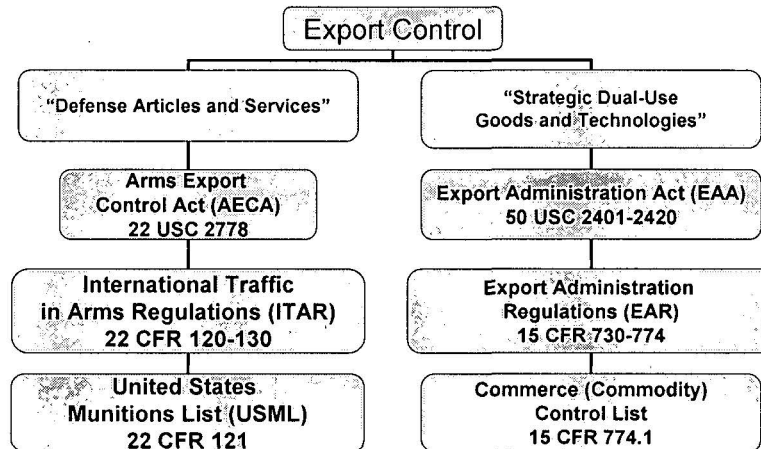 Export Control
“Defense Articles and Services”
“Strategic Dual-Use
Goods and Technologies”
Arms Export
Control Act (AECA)
22 USC 2778
Export Administration Act (EAA)
50 USC 2401-2420
International Traffic
in Arms Regulations (ITAR)
22 CFR 120-130
Export Administration
Regulations (EAR)
15 CFR 730-774
United States
Munitions List (USML)
22 CFR 121
Commerce (Commodity)
Control List
15 CFR 774.1